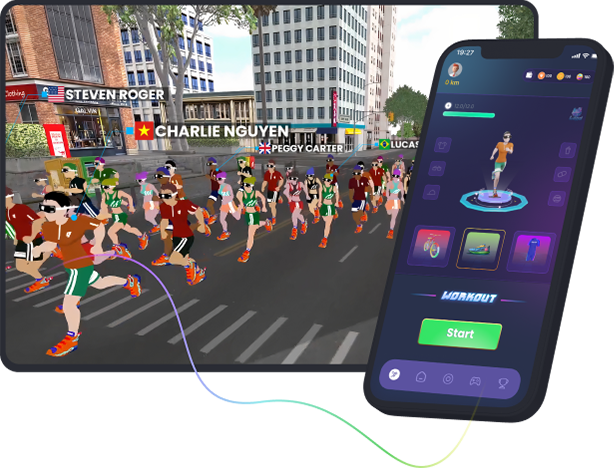 STEVEN ROGER
Clothing
CHARLIE NGUYEN
PEGGY CARTER
LUCAS
19:27
0 km
WORKOUT
Start